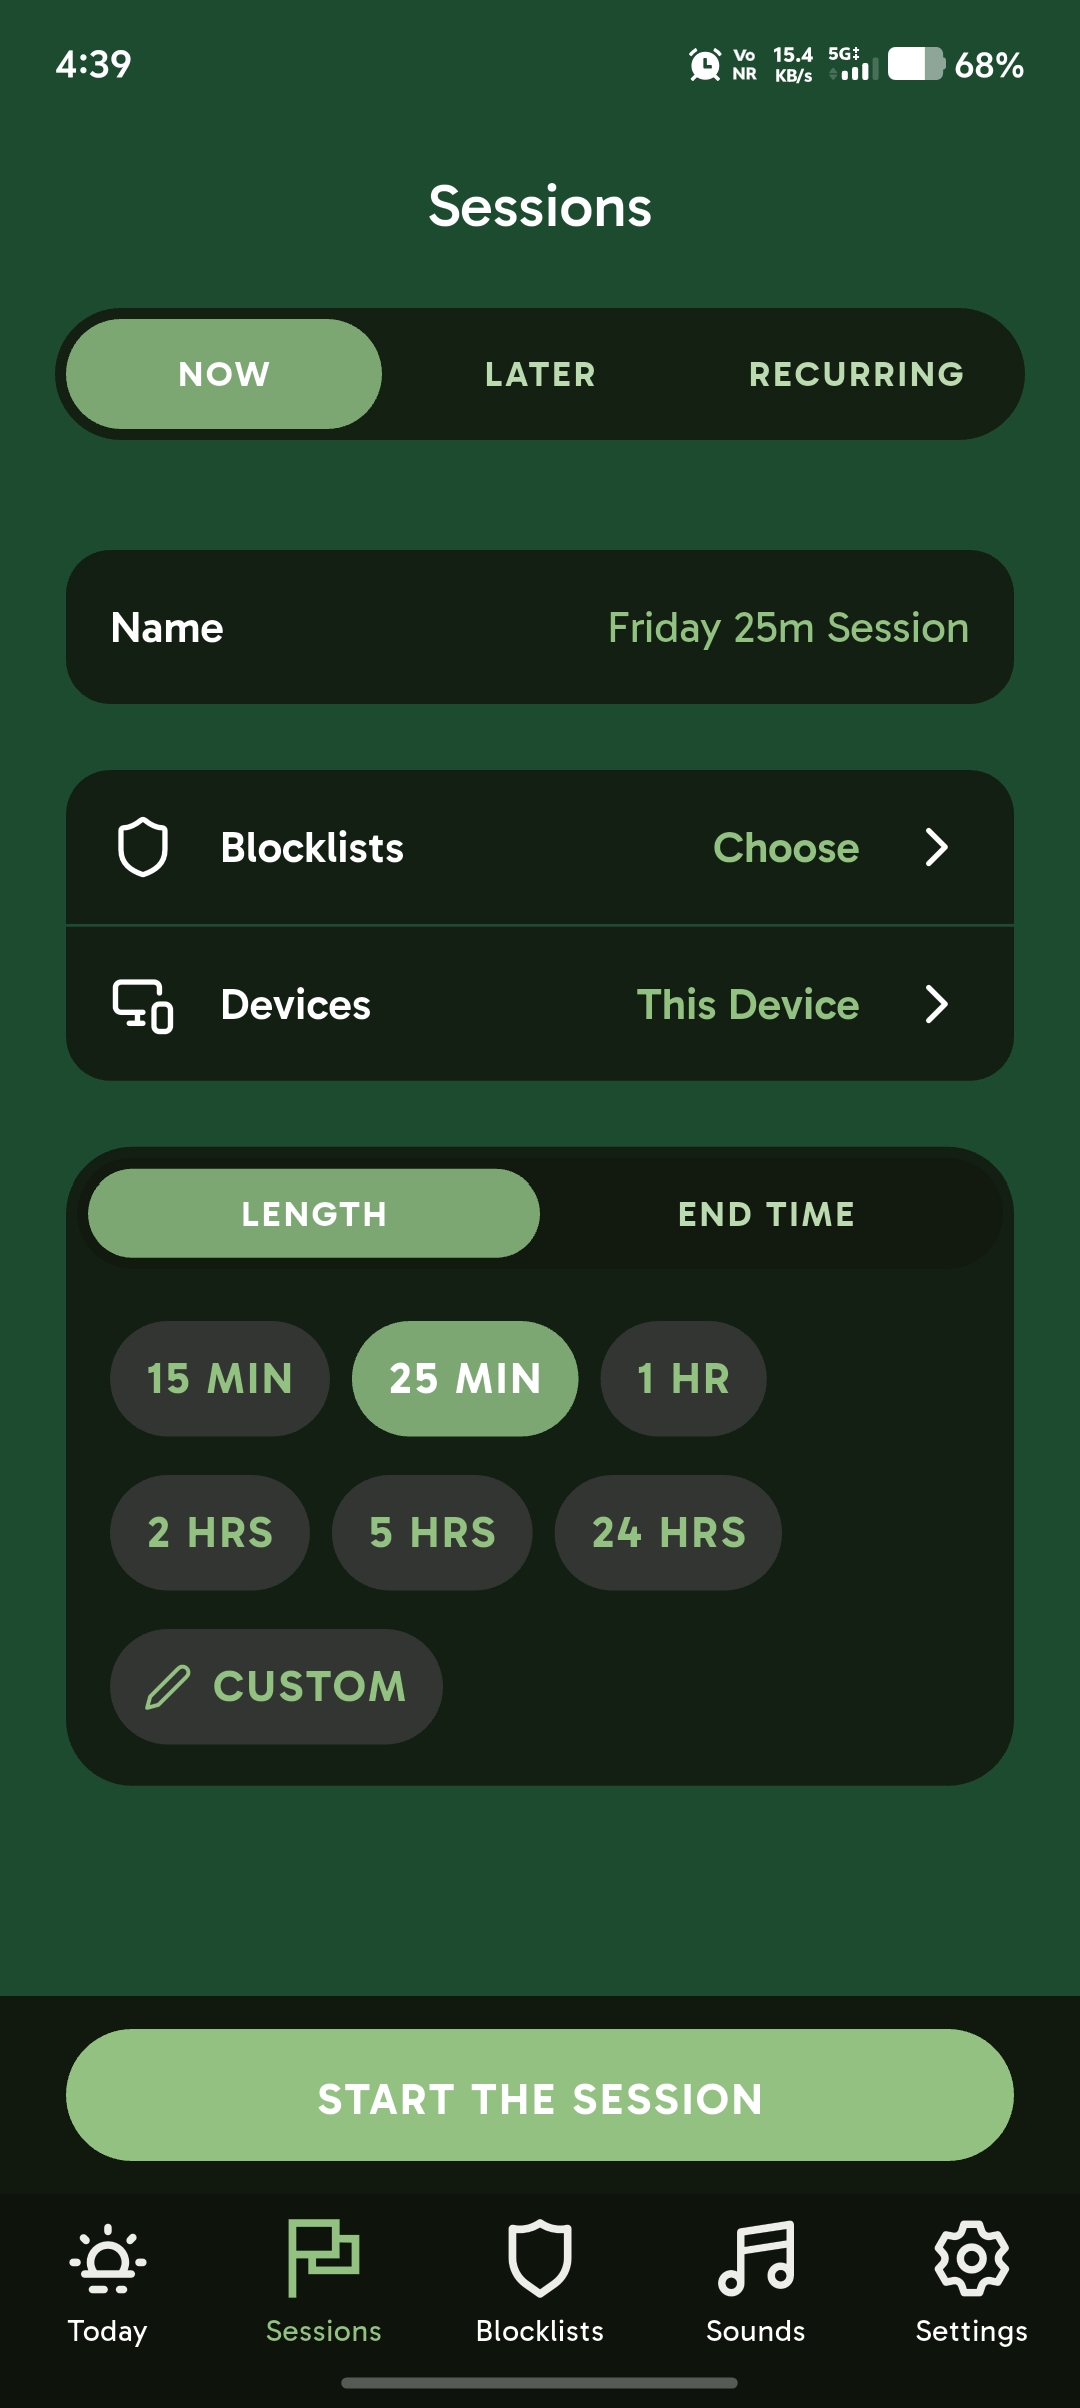 4:39
Vo NR 15.4 KB/s 5G 68%
Sessions
NOW LATER RECURRING
Name Friday 25m Session
Blocklists Choose
Devices This Device
LENGTH END TIME
15 MIN 25 MIN 1 HR
2 HRS 5 HRS 24 HRS
CUSTOM
START THE SESSION
Today Sessions Blocklists Sounds Settings